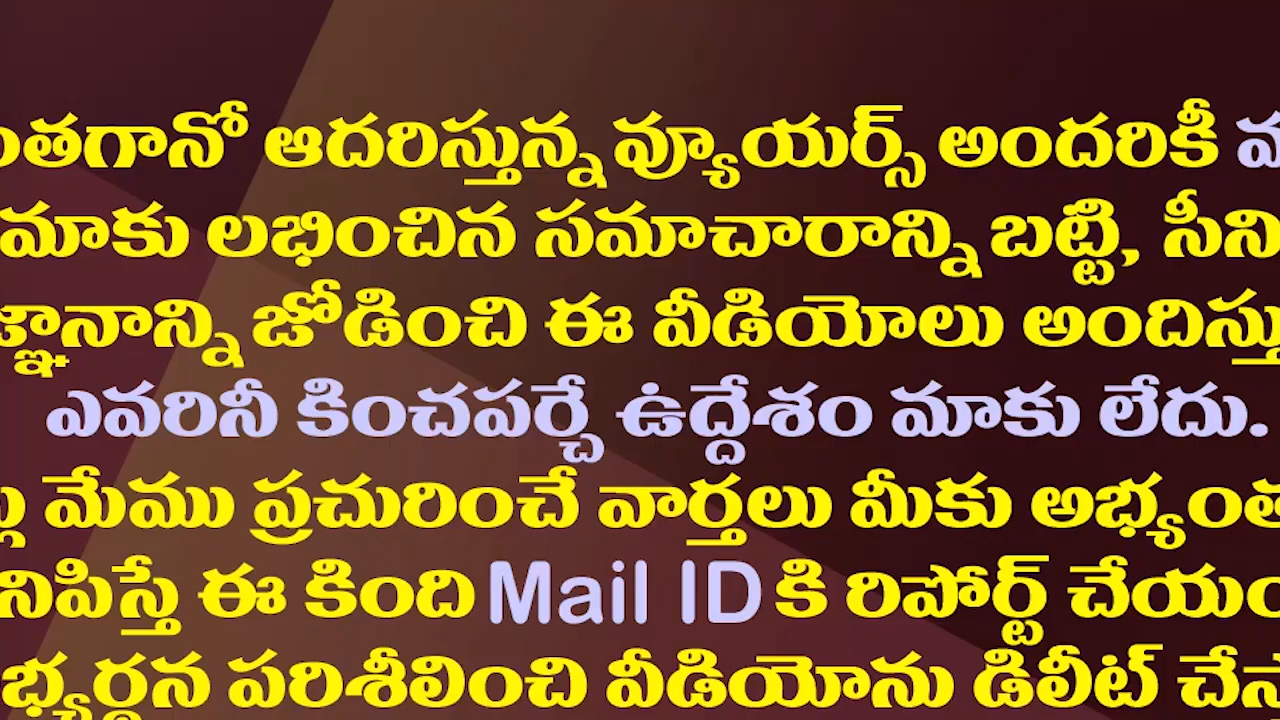 ంతగానో ఆదరిస్తున్న వ్యూయర్స్ అందరికీ
మాకు లభించిన సమాచారాన్ని బట్టి, సీని
జ్ఞానాన్ని జోడించి ఈ వీడియోలు అందిస్తు
ఎవరినీ కించపర్చే ఉద్దేశం మాకు లేదు.
మేము ప్రచురించే వార్తలు మీకు అభ్యంత
నిపిస్తే ఈ కింది Mail ID కి రిపోర్ట్ చేయం
భ్యర్థన పరిశీలించి వీడియోను డిలీట్ చేస